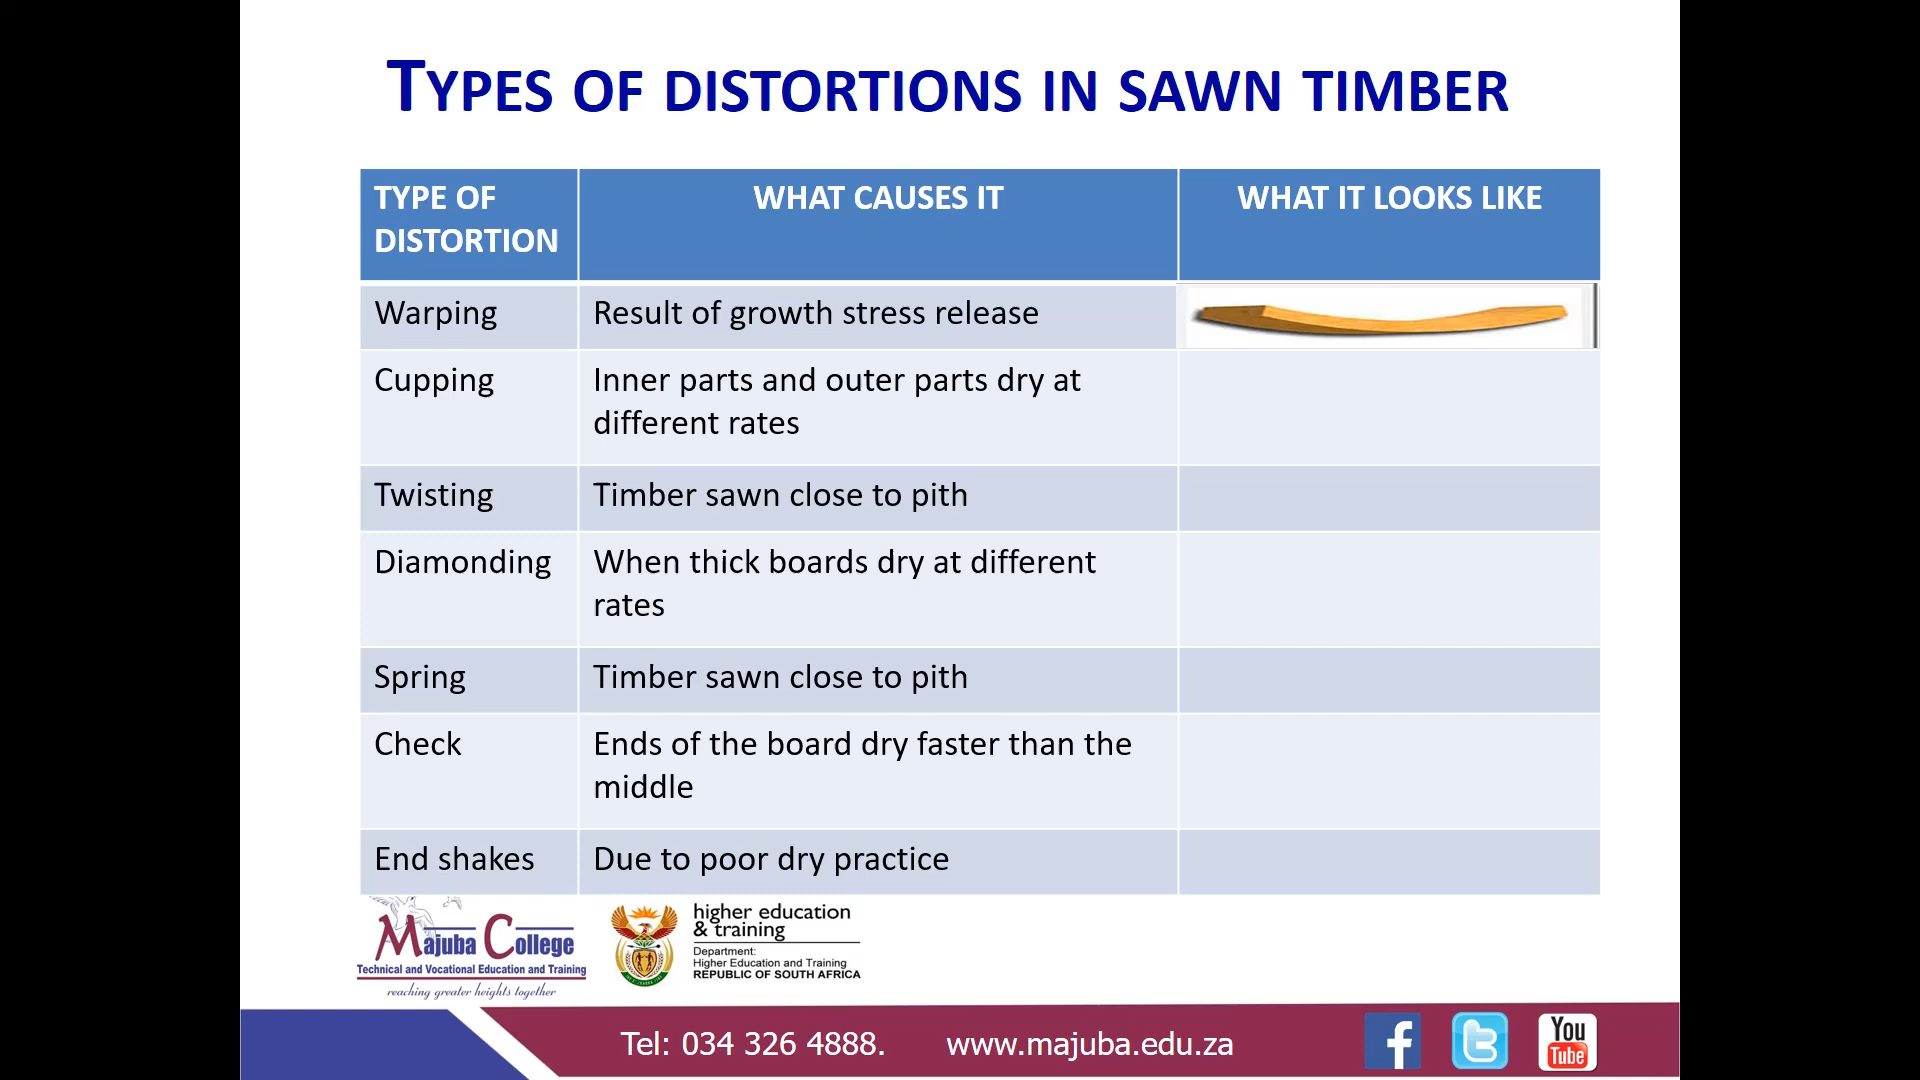 TYPES OF DISTORTIONS IN SAWN TIMBER
TYPE OF
DISTORTION
WHAT CAUSES IT
WHAT IT LOOKS LIKE
Warping
Result of growth stress release
Cupping
Inner parts and outer parts dry at
different rates
Twisting
Timber sawn close to pith
Diamonding
When thick boards dry at different
rates
Spring
Timber sawn close to pith
Check
Ends of the board dry faster than the
middle
End shakes
Due to poor dry practice
Majuba College
Technical and Vocational Education and Training
reaching greater heights together
higher education
& training
Department:
Higher Education and Training
REPUBLIC OF SOUTH AFRICA
Tel: 034 326 4888.
www.majuba.edu.za
f
t
You
Tube